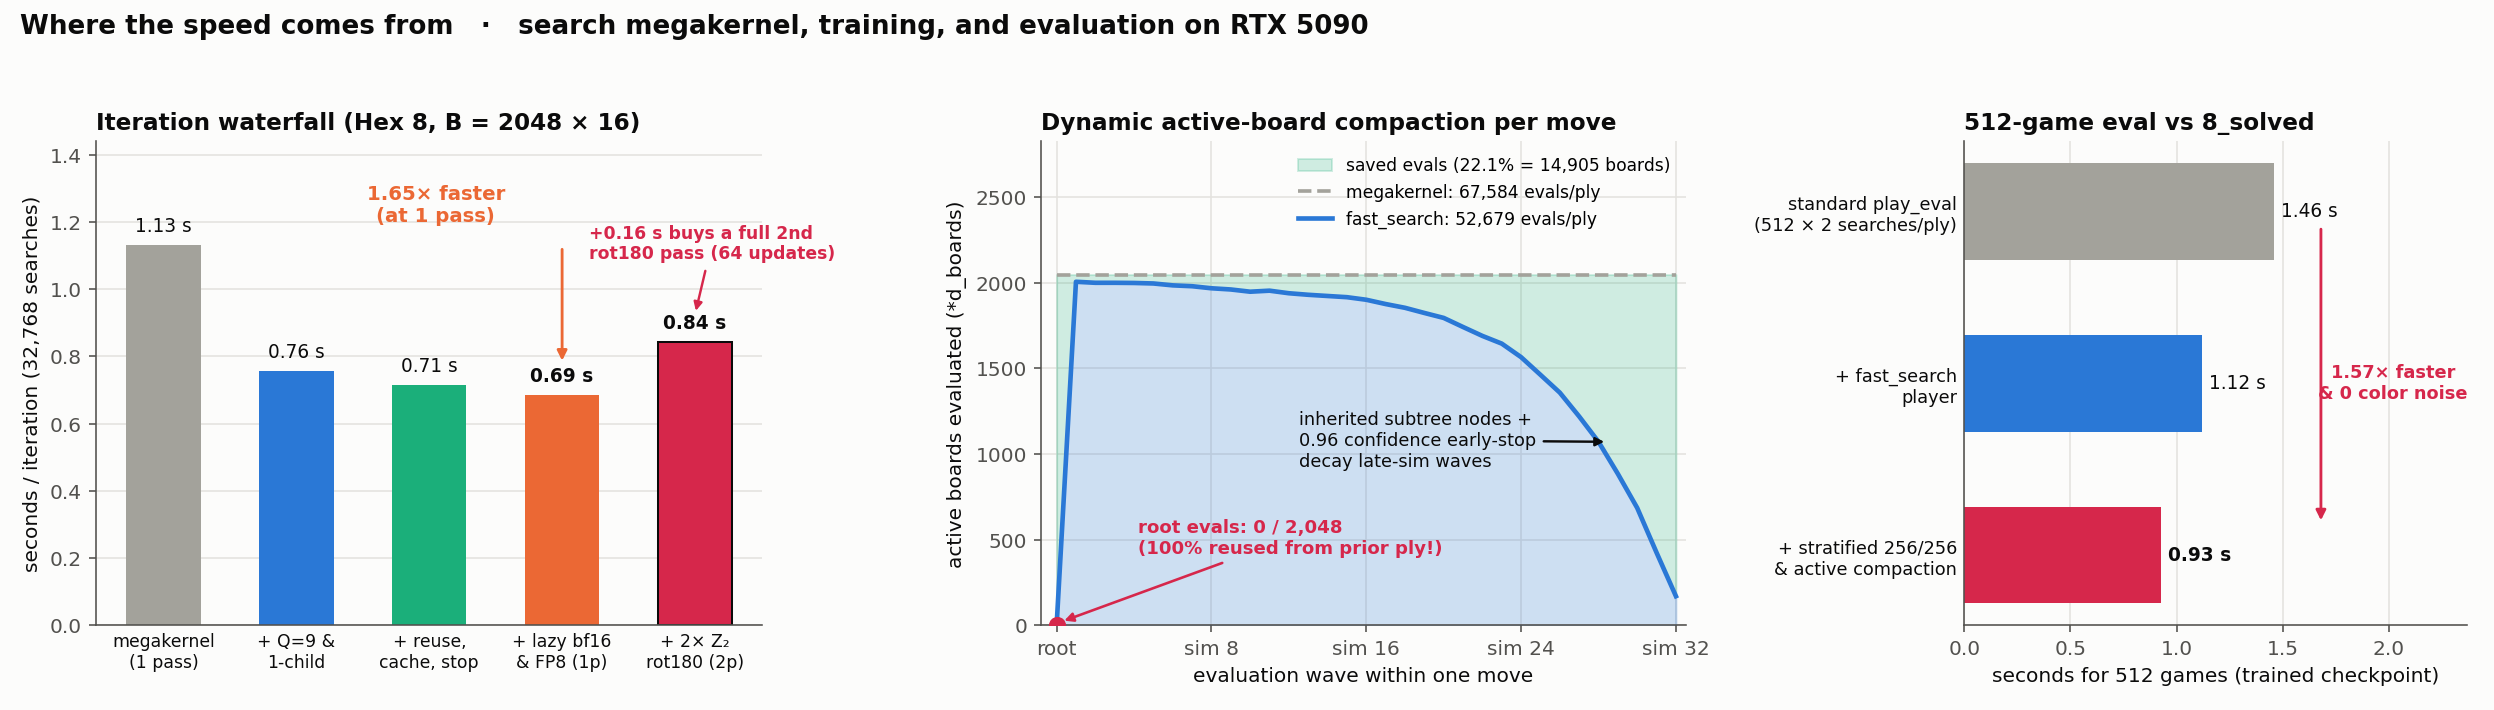 Where the speed comes from · search megakernel, training, and evaluation on RTX 5090
Iteration waterfall (Hex 8, B = 2048 × 16)
seconds / iteration (32,768 searches)
1.4
1.2
1.0
0.8
0.6
0.4
0.2
0.0
1.65× faster
(at 1 pass)
+0.16 s buys a full 2nd
rot180 pass (64 updates)
1.13 s
0.76 s
0.71 s
0.69 s
0.84 s
megakernel
(1 pass)
+ Q=9 &
1-child
+ reuse,
cache, stop
+ lazy bf16
& FP8 (1p)
+ 2× Z₂
rot180 (2p)
Dynamic active-board compaction per move
active boards evaluated (*d_boards)
2500
2000
1500
1000
500
0
saved evals (22.1% = 14,905 boards)
megakernel: 67,584 evals/ply
fast_search: 52,679 evals/ply
inherited subtree nodes +
0.96 confidence early-stop
decay late-sim waves
root evals: 0 / 2,048
(100% reused from prior ply!)
root
sim 8
sim 16
sim 24
sim 32
evaluation wave within one move
512-game eval vs 8_solved
standard play_eval
(512 × 2 searches/ply)
1.46 s
+ fast_search
player
1.12 s
1.57× faster
& 0 color noise
+ stratified 256/256
& active compaction
0.93 s
0.0
0.5
1.0
1.5
2.0
seconds for 512 games (trained checkpoint)